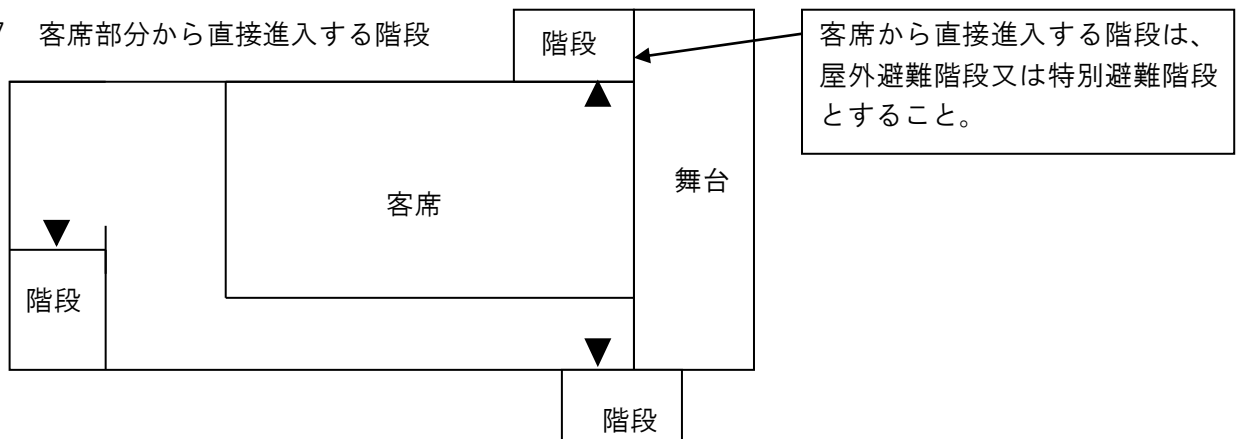 客席部分から直接進入する階段
階段
客席から直接進入する階段は、
屋外避難階段又は特別避難階段
とすること。
舞台
客席
階段
階段